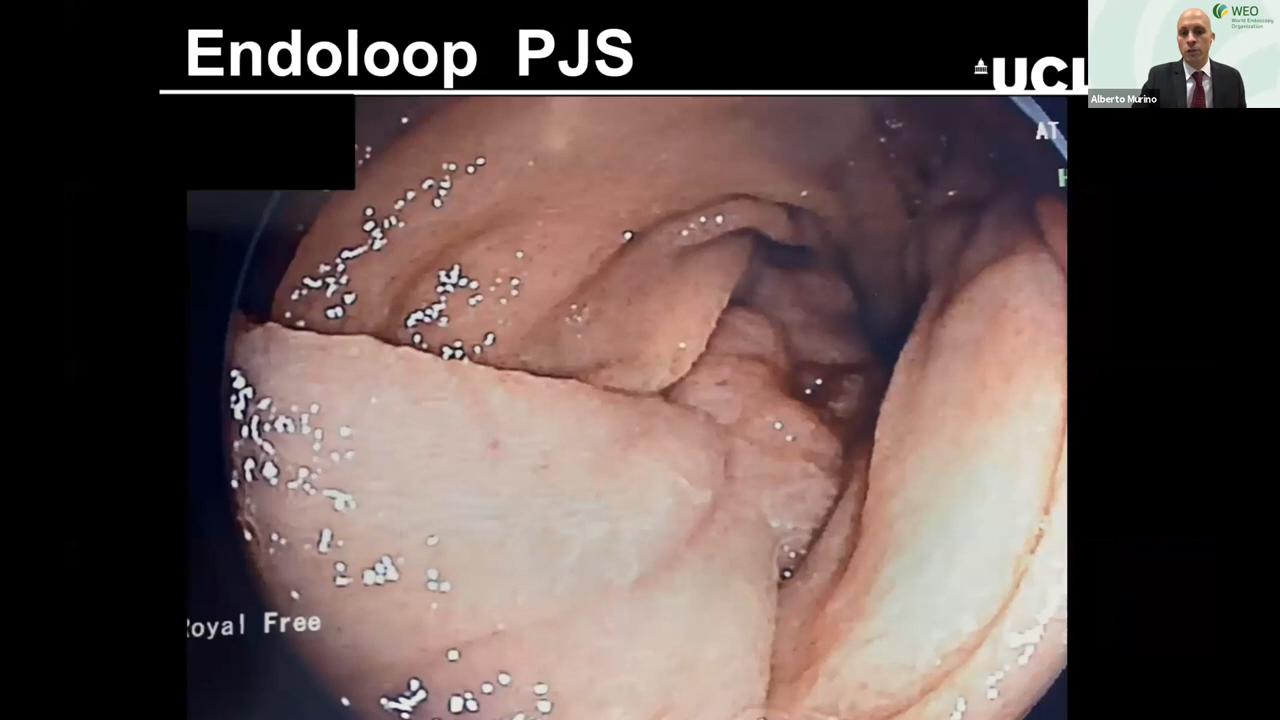 Endoloop PJS
UCL
WEO
World Endoscopy
Organization
Alberto Murino
AT
H
Royal Free